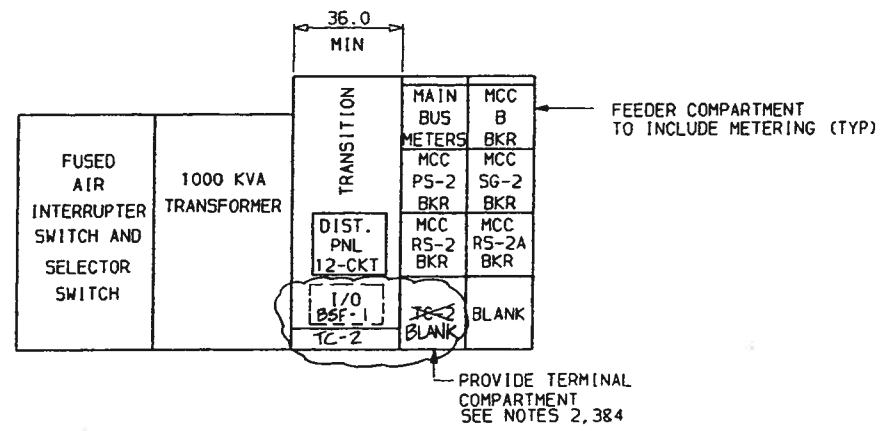 36.0
MIN
FUSED
AIR
INTERRUPTER
SWITCH AND
SELECTOR
SWITCH
1000 KVA
TRANSFORMER
TRANSITION
DIST.
PNL
12-CKT
I/O
BSF-1
TC-2
MAIN
BUS
METERS
MCC
B
BKR
MCC
PS-2
BKR
MCC
SG-2
BKR
MCC
RS-2
BKR
MCC
RS-2A
BKR
TC-2
BLANK
BLANK
FEEDER COMPARTMENT
TO INCLUDE METERING (TYP)
PROVIDE TERMINAL
COMPARTMENT
SEE NOTES 2,3&4